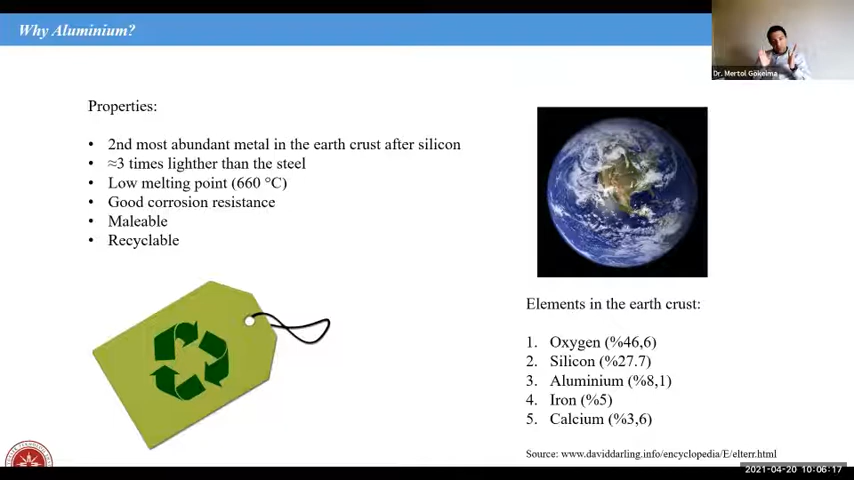 Why Aluminium?
Dr. Mertol Gökelma
Properties:
• 2nd most abundant metal in the earth crust after silicon
• ≈3 times lighther than the steel
• Low melting point (660 °C)
• Good corrosion resistance
• Maleable
• Recyclable
Elements in the earth crust:
1. Oxygen (%46,6)
2. Silicon (%27.7)
3. Aluminium (%8,1)
4. Iron (%5)
5. Calcium (%3,6)
Source: www.daviddarling.info/encyclopedia/E/elterr.html
2021-04-20 10:06:17